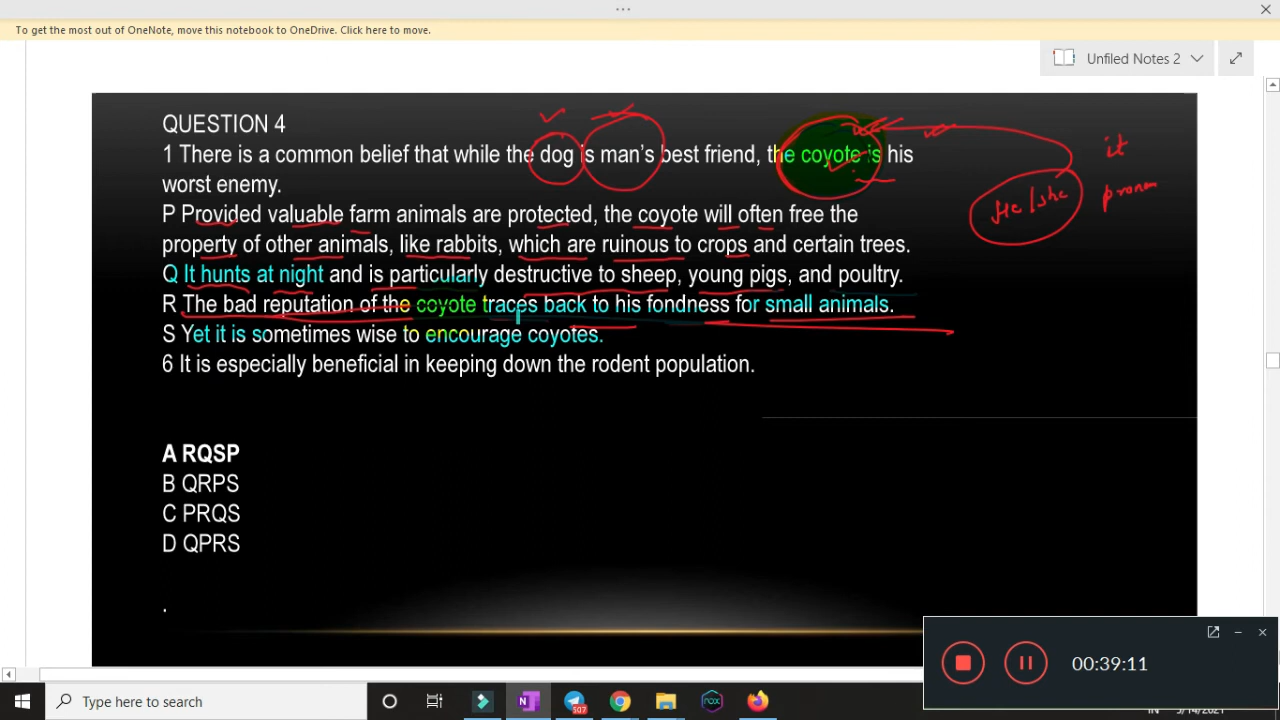 To get the most out of OneNote, move this notebook to OneDrive. Click here to move.
Unfiled Notes 2
QUESTION 4
1 There is a common belief that while the dog is man's best friend, the coyote is his
worst enemy.
P Provided valuable farm animals are protected, the coyote will often free the
property of other animals, like rabbits, which are ruinous to crops and certain trees.
Q It hunts at night and is particularly destructive to sheep, young pigs, and poultry.
R The bad reputation of the coyote traces back to his fondness for small animals.
S Yet it is sometimes wise to encourage coyotes.
6 It is especially beneficial in keeping down the rodent population.
it
He/she
A RQSP
B QRPS
C PRQS
D QPRS
.
00:39:11
Type here to search
507
nox